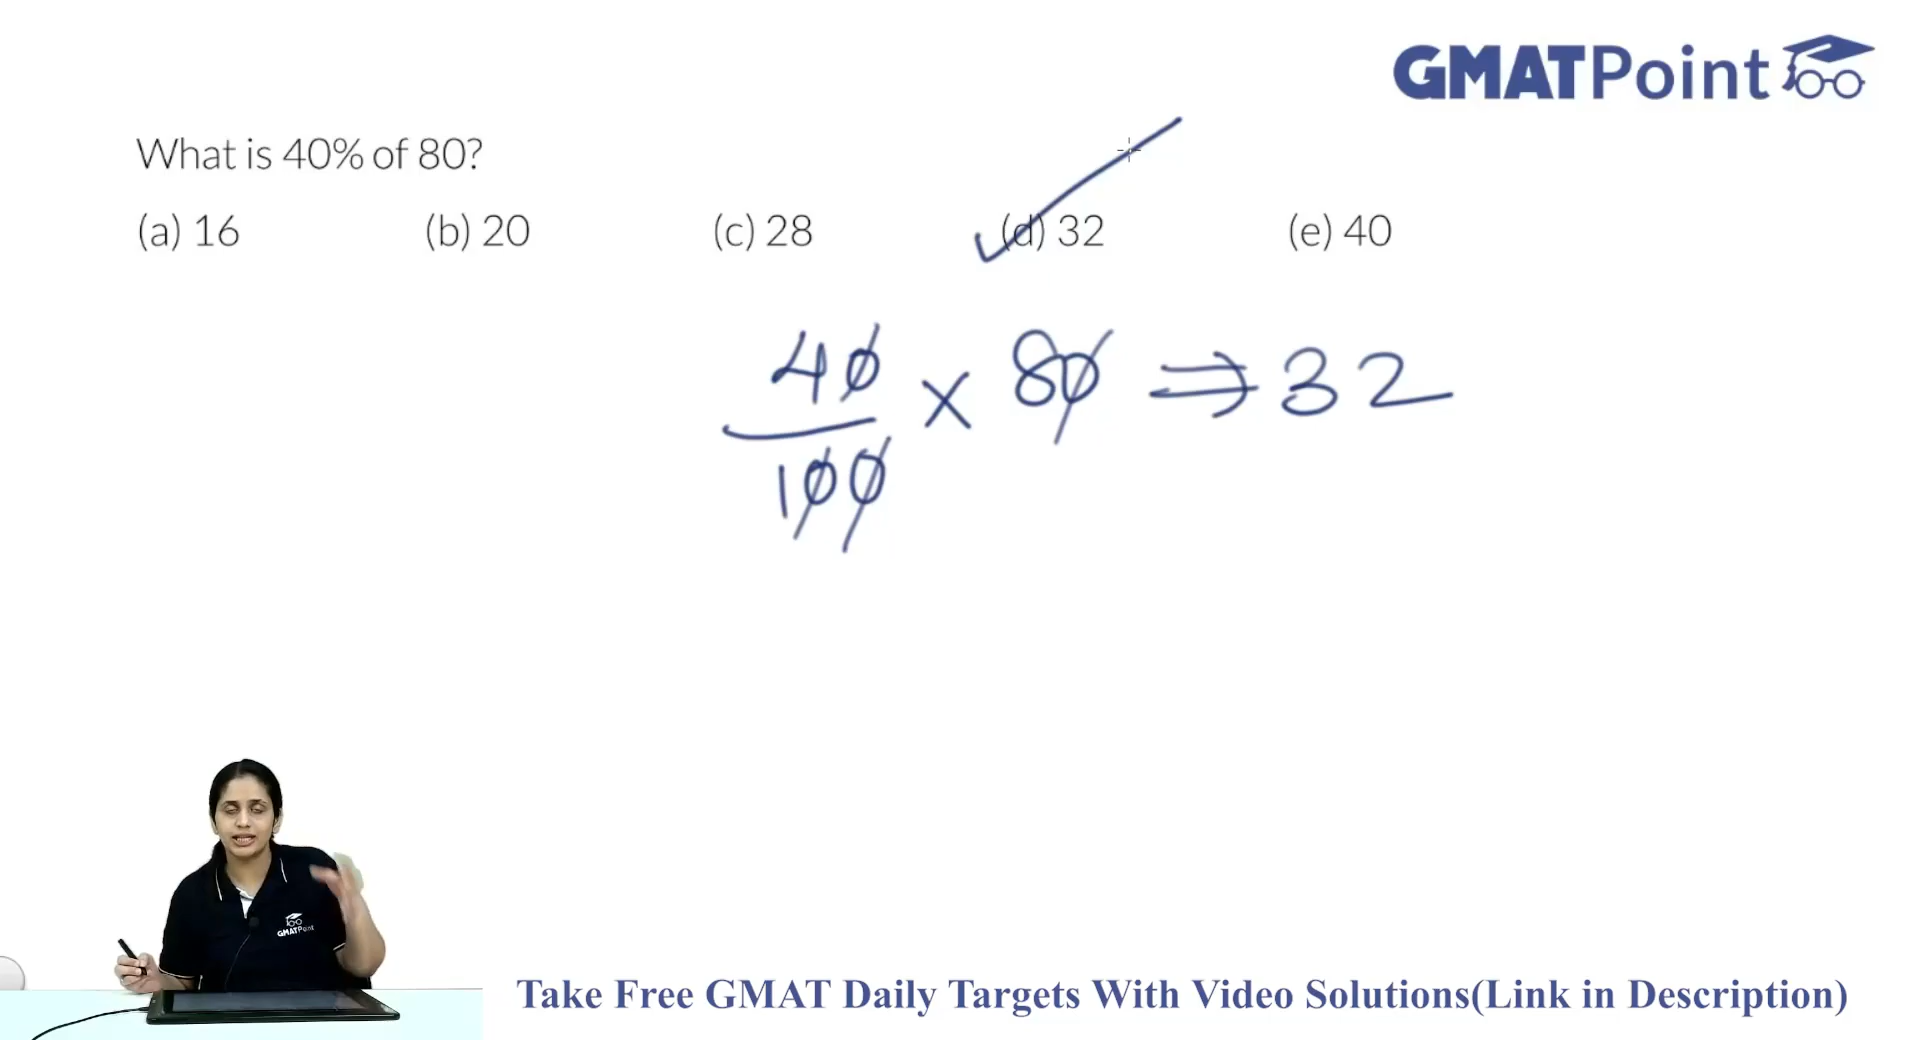 GMATPoint
What is 40% of 80?
(a) 16 (b) 20 (c) 28 (d) 32 (e) 40
40/100 × 80 ⇒ 32
GMATPoint
Take Free GMAT Daily Targets With Video Solutions(Link in Description)